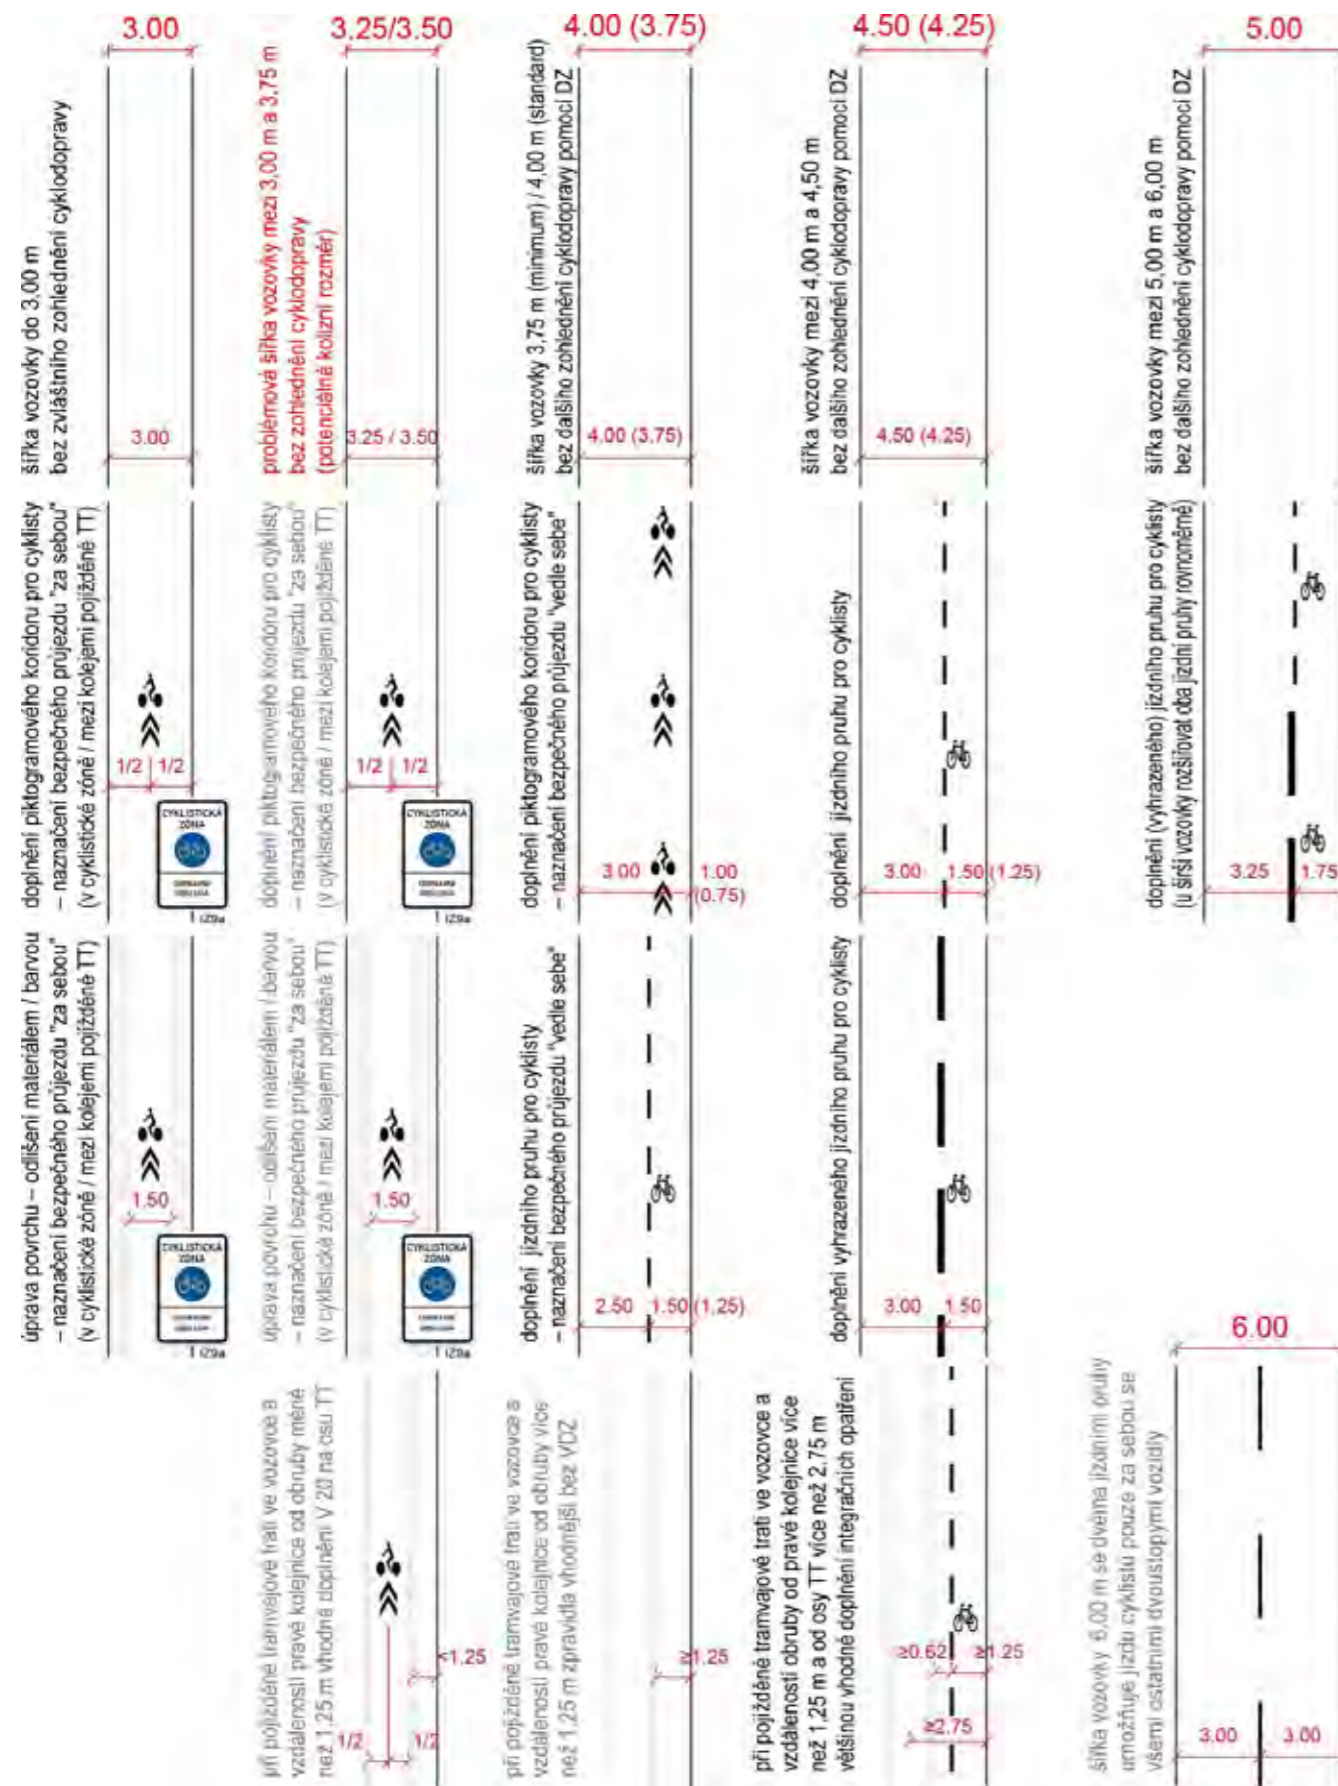 3.00
3.25/3.50
4.00 (3.75)
4.50 (4.25)
5.00
šířka vozovky do 3,00 m
bez zvláštního zohlednění cyklodopravy
3.00
problémová šířka vozovky mezi 3,00 m a 3,75 m
bez zohlednění cyklodopravy
(potenciálně kolizní rozměr)
3.25 / 3.50
šířka vozovky 3,75 m (minimum) / 4,00 m (standard)
bez dalšího zohlednění cyklodopravy pomocí DZ
4.00 (3.75)
šířka vozovky mezi 4,00 m a 4,50 m
bez dalšího zohlednění cyklodopravy pomocí DZ
4.50 (4.25)
šířka vozovky mezi 5,00 m a 6,00 m
bez dalšího zohlednění cyklodopravy pomocí DZ
doplnění piktogramového koridoru pro cyklisty
– naznačení bezpečného průjezdu "za sebou"
(v cyklistické zóně / mezi kolejemi pojížděné TT)
1/2 1/2
CYKLISTICKÁ
ZÓNA
IZ9a
doplnění piktogramového koridoru pro cyklisty
– naznačení bezpečného průjezdu "za sebou"
(v cyklistické zóně / mezi kolejemi pojížděné TT)
1/2 1/2
CYKLISTICKÁ
ZÓNA
IZ9a
doplnění piktogramového koridoru pro cyklisty
– naznačení bezpečného průjezdu "vedle sebe"
3.00 1.00
(0.75)
doplnění jízdního pruhu pro cyklisty
3.00 1.50 (1.25)
doplnění (vyhrazeného) jízdního pruhu pro cyklisty
(u širší vozovky rozšiřovat oba jízdní pruhy rovnoměrně)
3.25 1.75
úprava povrchu – odlišení materiálem / barvou
– naznačení bezpečného průjezdu "za sebou"
(v cyklistické zóně / mezi kolejemi pojížděné TT)
1.50
CYKLISTICKÁ
ZÓNA
IZ9a
úprava povrchu – odlišení materiálem / barvou
– naznačení bezpečného průjezdu "za sebou"
(v cyklistické zóně / mezi kolejemi pojížděné TT)
1.50
CYKLISTICKÁ
ZÓNA
IZ9a
doplnění jízdního pruhu pro cyklisty
– naznačení bezpečného průjezdu "vedle sebe"
2.50 1.50 (1.25)
doplnění vyhrazeného jízdního pruhu pro cyklisty
3.00 1.50
6.00
při pojížděné tramvajové trati ve vozovce a
vzdálenosti pravé kolejnice od obruby méně
než 1,25 m vhodné doplnění V 20 na osu TT
<1.25
1/2 1/2
při pojížděné tramvajové trati ve vozovce a
vzdálenosti pravé kolejnice od obruby více
než 1,25 m zpravidla vhodnější bez VDZ
≥1.25
při pojížděné tramvajové trati ve vozovce a
vzdálenosti obruby od pravé kolejnice více
než 1,25 m a od osy TT více než 2,75 m
většinou vhodné doplnění integračních opatření
≥0.62 ≥1.25
≥2.75
šířka vozovky 6,00 m se dvěma jízdními pruhy
umožňuje jízdu cyklistu pouze za sebou se
všemi ostatními dvoustopými vozidly
3.00 3.00